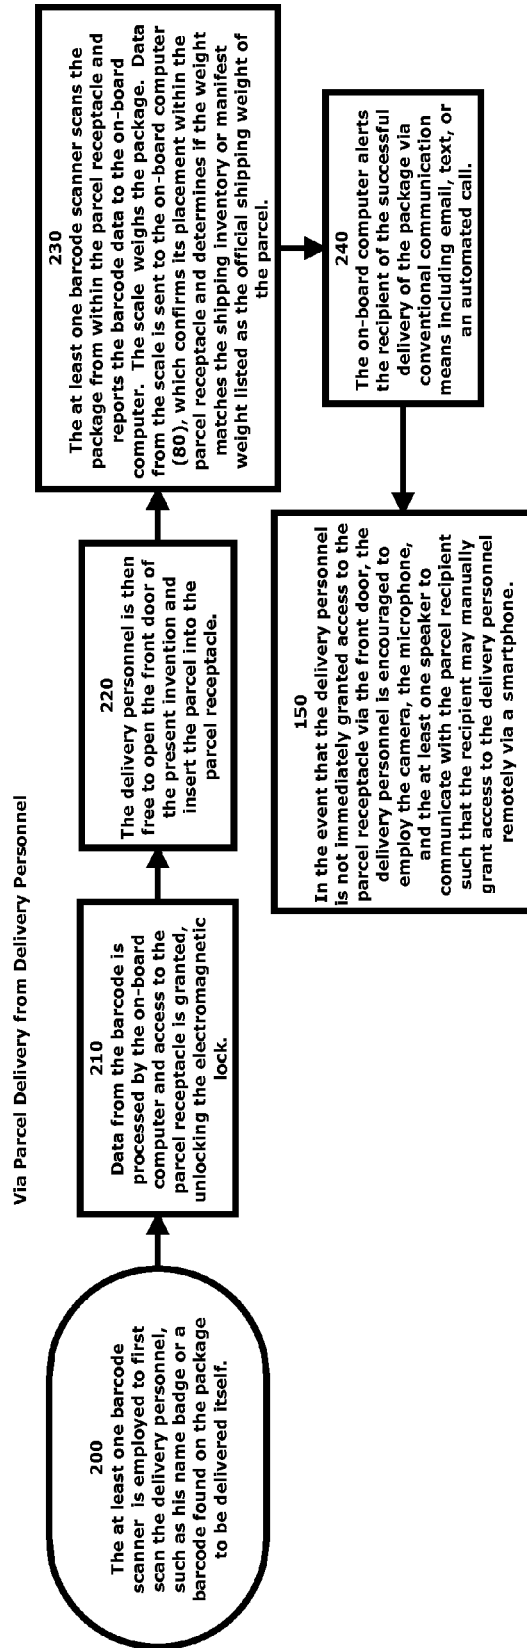 Via Parcel Delivery from Delivery Personnel
200
The at least one barcode
scanner is employed to first
scan the delivery personnel,
such as his name badge or a
barcode found on the package
to be delivered itself.
210
Data from the barcode is
processed by the on-board
computer and access to the
parcel receptacle is granted,
unlocking the electromagnetic
lock.
220
The delivery personnel is then
free to open the front door of
the present invention and
insert the parcel into the
parcel receptacle.
230
The at least one barcode scanner scans the
package from within the parcel receptacle and
reports the barcode data to the on-board
computer. The scale weighs the package. Data
from the scale is sent to the on-board computer
(80), which confirms its placement within the
parcel receptacle and determines if the weight
matches the shipping inventory or manifest
weight listed as the official shipping weight of
the parcel.
240
The on-board computer alerts
the recipient of the successful
delivery of the package via
conventional communication
means including email, text, or
an automated call.
150
In the event that the delivery personnel
is not immediately granted access to the
parcel receptacle via the front door, the
delivery personnel is encouraged to
employ the camera, the microphone,
and the at least one speaker to
communicate with the parcel recipient
such that the recipient may manually
grant access to the delivery personnel
remotely via a smartphone.